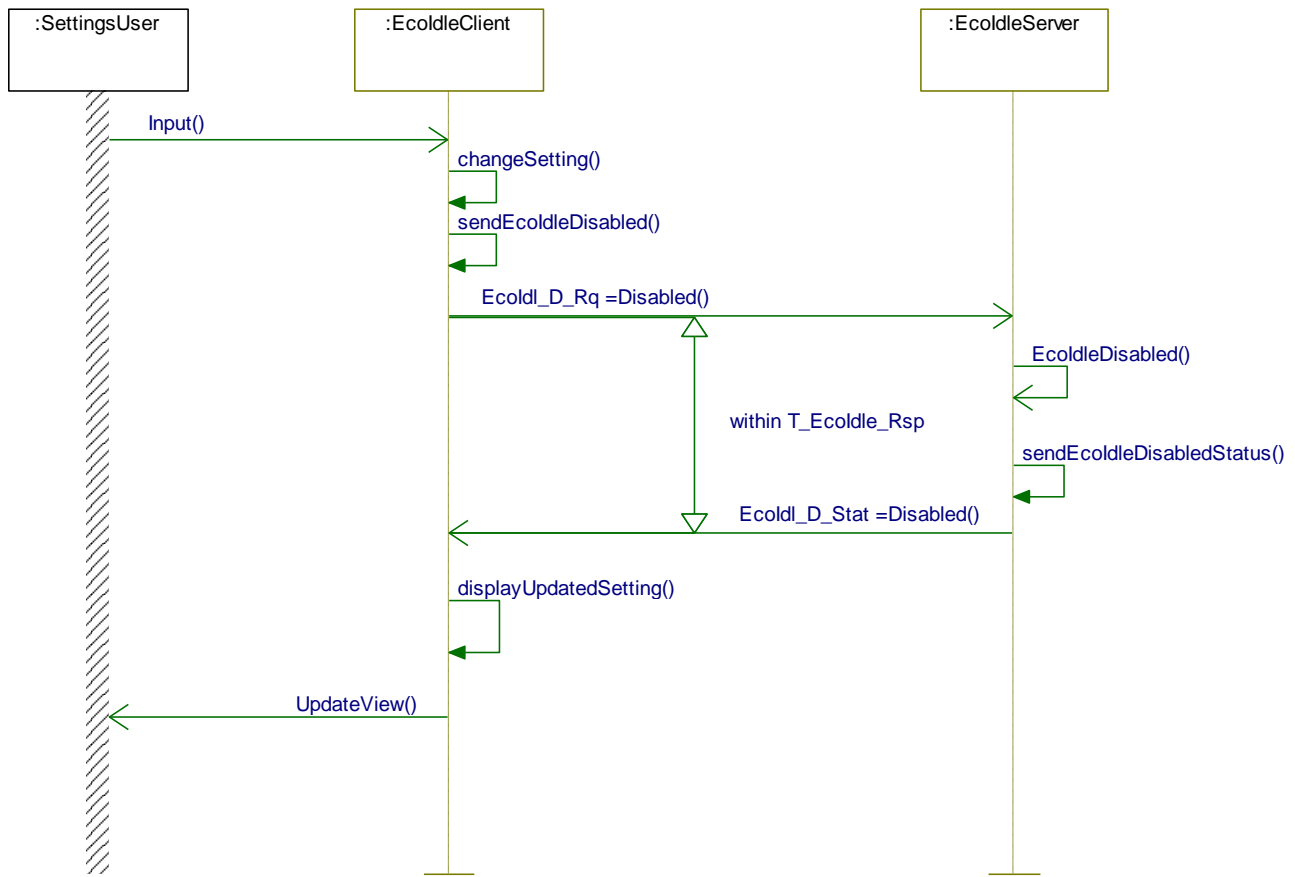 :SettingsUser
:EcoIdleClient
:EcoIdleServer
Input()
changeSetting()
sendEcoIdleDisabled()
EcoIdl_D_Rq =Disabled()
EcoIdleDisabled()
within T_EcoIdle_Rsp
sendEcoIdleDisabledStatus()
EcoIdl_D_Stat =Disabled()
displayUpdatedSetting()
UpdateView()